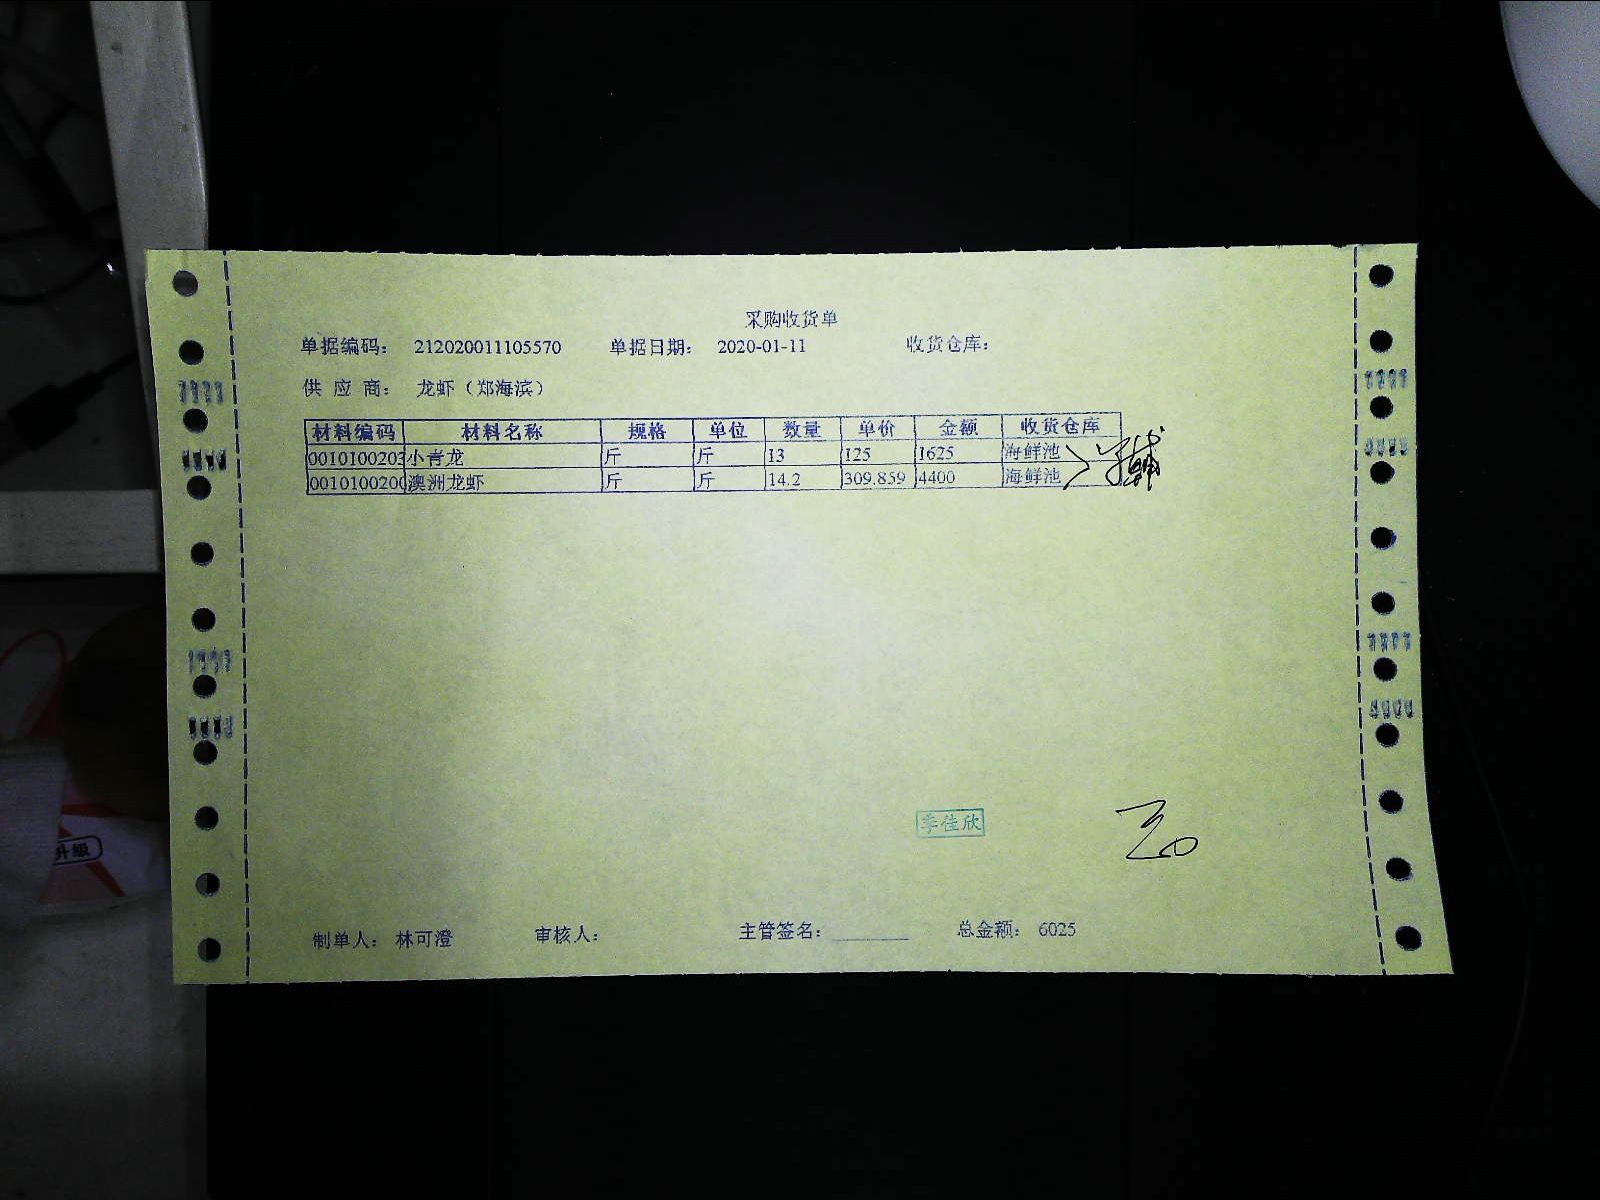 采购收货单
单据编码： 212020011105570 单据日期： 2020-01-11 收货仓库：
供 应 商： 龙虾（郑海滨）
材料编码 材料名称 规格 单位 数量 单价 金额 收货仓库
0010100203 小青龙 斤 斤 13 125 1625 海鲜池
0010100200 澳洲龙虾 斤 斤 14.2 309.859 4400 海鲜池
李佳欣
制单人： 林可澄 审核人： 主管签名： 总金额： 6025
升級